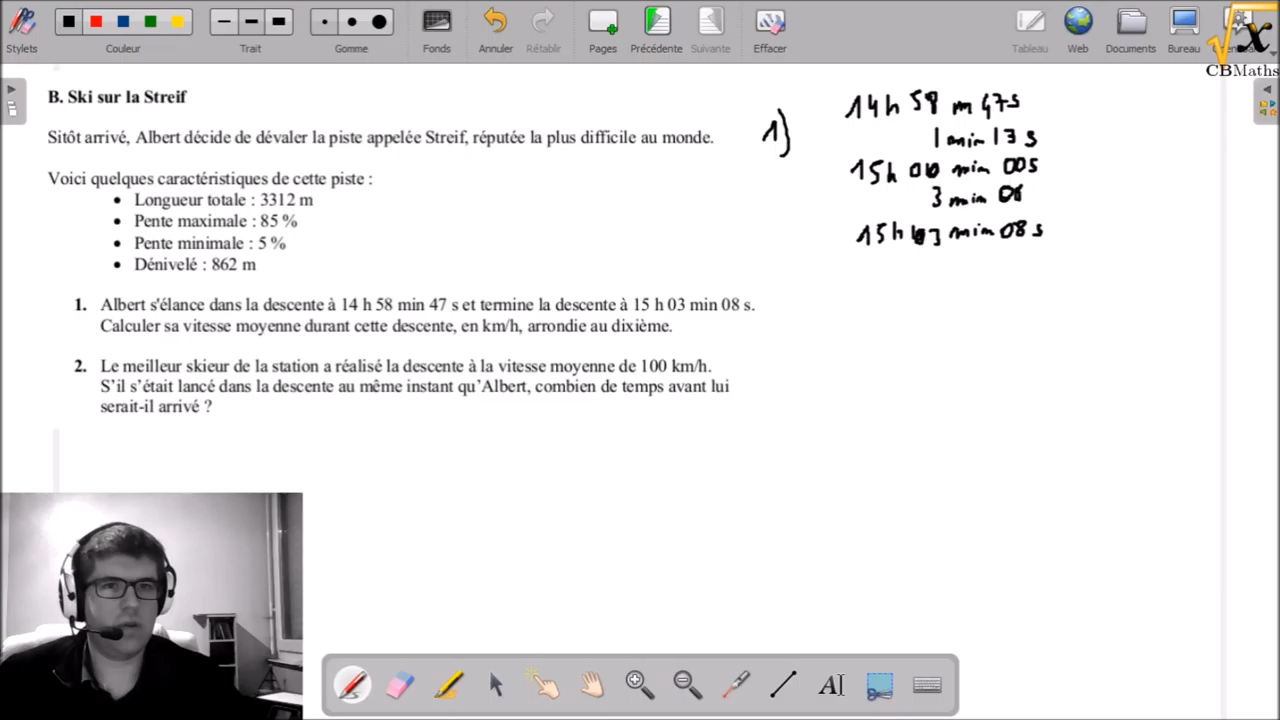 Stylets
Couleur
Trait
Gomme
Fonds
Annuler
Rétablir
Pages
Précédente
Suivante
Effacer
Tableau
Web
Documents
Bureau
CBMaths
B. Ski sur la Streif
Sitôt arrivé, Albert décide de dévaler la piste appelée Streif, réputée la plus difficile au monde.
Voici quelques caractéristiques de cette piste :
• Longueur totale : 3312 m
• Pente maximale : 85 %
• Pente minimale : 5 %
• Dénivelé : 862 m
1. Albert s'élance dans la descente à 14 h 58 min 47 s et termine la descente à 15 h 03 min 08 s.
Calculer sa vitesse moyenne durant cette descente, en km/h, arrondie au dixième.
2. Le meilleur skieur de la station a réalisé la descente à la vitesse moyenne de 100 km/h.
S’il s’était lancé dans la descente au même instant qu’Albert, combien de temps avant lui
serait-il arrivé ?
1)
14h 58 m 47s
1 min 13 s
15h 00 min 00s
3 min 08
15h 03 min 08 s
AI